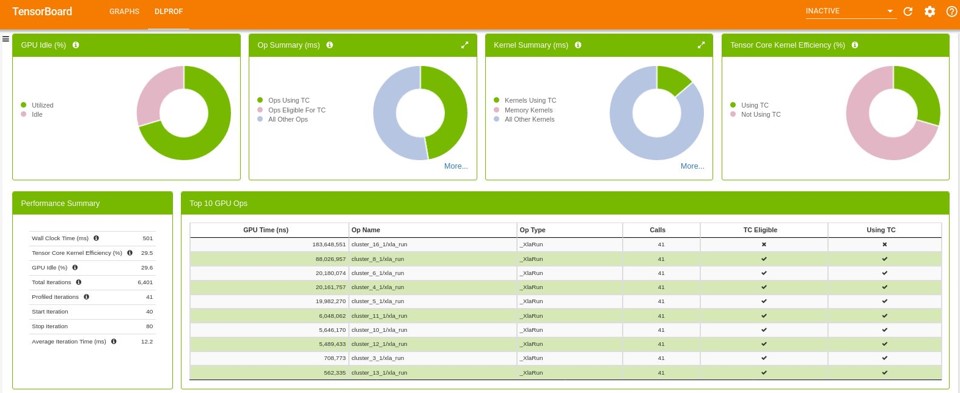 TensorBoard GRAPHS DLPROF INACTIVE
GPU Idle (%)
Utilized
Idle
Op Summary (ms)
Ops Using TC
Ops Eligible For TC
All Other Ops
More...
Kernel Summary (ms)
Kernels Using TC
Memory Kernels
All Other Kernels
More...
Tensor Core Kernel Efficiency (%)
Using TC
Not Using TC
Performance Summary
Wall Clock Time (ms) 501
Tensor Core Kernel Efficiency (%) 29.5
GPU Idle (%) 29.6
Total Iterations 6,401
Profiled Iterations 41
Start Iteration 40
Stop Iteration 80
Average Iteration Time (ms) 12.2
Top 10 GPU Ops
GPU Time (ns) Op Name Op Type Calls TC Eligible Using TC
183,648,551 cluster_16_1/xla_run _XlaRun 41 ✖ ✖
88,026,957 cluster_8_1/xla_run _XlaRun 41 ✔ ✔
20,180,074 cluster_6_1/xla_run _XlaRun 41 ✔ ✔
20,161,757 cluster_4_1/xla_run _XlaRun 41 ✔ ✔
19,982,270 cluster_5_1/xla_run _XlaRun 41 ✔ ✔
6,048,062 cluster_11_1/xla_run _XlaRun 41 ✔ ✔
5,646,170 cluster_10_1/xla_run _XlaRun 41 ✔ ✔
5,489,433 cluster_12_1/xla_run _XlaRun 41 ✔ ✔
708,773 cluster_3_1/xla_run _XlaRun 41 ✔ ✔
562,335 cluster_13_1/xla_run _XlaRun 41 ✔ ✔